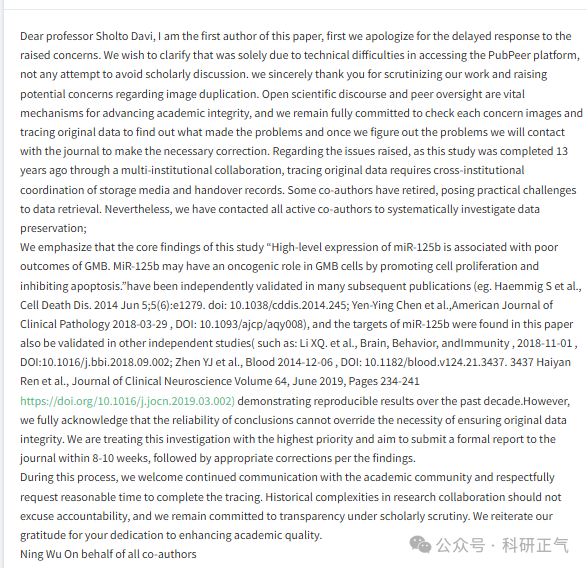 Dear professor Sholto Davi, I am the first author of this paper, first we apologize for the delayed response to the
raised concerns. We wish to clarify that was solely due to technical difficulties in accessing the PubPeer platform,
not any attempt to avoid scholarly discussion. we sincerely thank you for scrutinizing our work and raising
potential concerns regarding image duplication. Open scientific discourse and peer oversight are vital
mechanisms for advancing academic integrity, and we remain fully committed to check each concern images and
tracing original data to find out what made the problems and once we figure out the problems we will contact
with the journal to make the necessary correction. Regarding the issues raised, as this study was completed 13
years ago through a multi-institutional collaboration, tracing original data requires cross-institutional
coordination of storage media and handover records. Some co-authors have retired, posing practical challenges
to data retrieval. Nevertheless, we have contacted all active co-authors to systematically investigate data
preservation;
We emphasize that the core findings of this study “High-level expression of miR-125b is associated with poor
outcomes of GMB. MiR-125b may have an oncogenic role in GMB cells by promoting cell proliferation and
inhibiting apoptosis.”have been independently validated in many subsequent publications (eg. Haemmig S et al.,
Cell Death Dis. 2014 Jun 5;5(6):e1279. doi: 10.1038/cddis.2014.245; Yen-Ying Chen et al.,American Journal of
Clinical Pathology 2018-03-29 , DOI: 10.1093/ajcp/aqy008), and the targets of miR-125b were found in this paper
also be validated in other independent studies( such as: Li XQ. et al., Brain, Behavior, andImmunity , 2018-11-01 ,
DOI:10.1016/j.bbi.2018.09.002; Zhen YJ et al., Blood 2014-12-06 , DOI: 10.1182/blood.v124.21.3437. 3437 Haiyan
Ren et al., Journal of Clinical Neuroscience Volume 64, June 2019, Pages 234-241
https://doi.org/10.1016/j.jocn.2019.03.002) demonstrating reproducible results over the past decade.However,
we fully acknowledge that the reliability of conclusions cannot override the necessity of ensuring original data
integrity. We are treating this investigation with the highest priority and aim to submit a formal report to the
journal within 8-10 weeks, followed by appropriate corrections per the findings.
During this process, we welcome continued communication with the academic community and respectfully
request reasonable time to complete the tracing. Historical complexities in research collaboration should not
excuse accountability, and we remain committed to transparency under scholarly scrutiny. We reiterate our
gratitude for your dedication to enhancing academic quality.
Ning Wu On behalf of all co-authors
公众号 · 科研正气